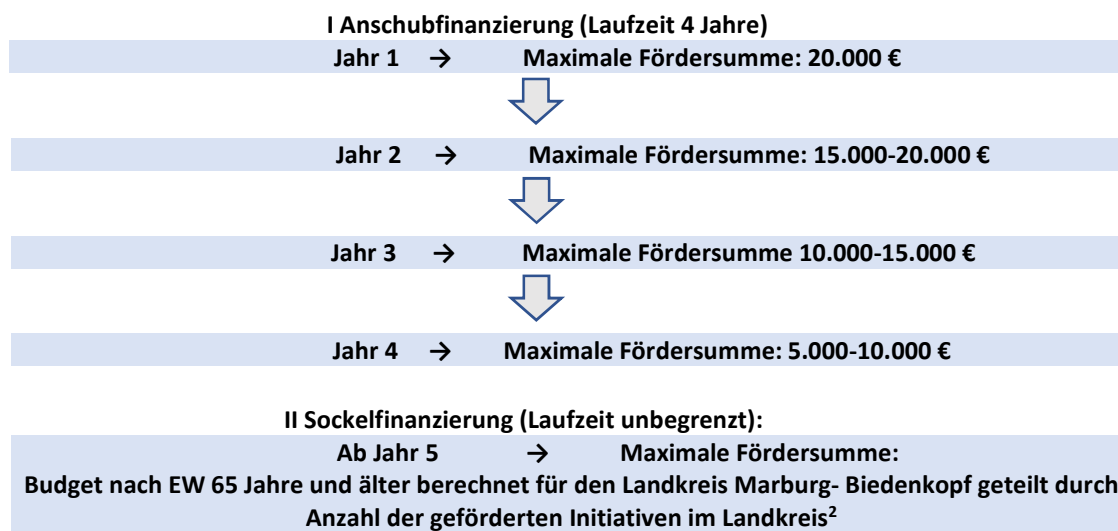 I Anschubfinanzierung (Laufzeit 4 Jahre)
Jahr 1 → Maximale Fördersumme: 20.000 €
Jahr 2 → Maximale Fördersumme: 15.000-20.000 €
Jahr 3 → Maximale Fördersumme 10.000-15.000 €
Jahr 4 → Maximale Fördersumme: 5.000-10.000 €
II Sockelfinanzierung (Laufzeit unbegrenzt):
Ab Jahr 5 → Maximale Fördersumme:
Budget nach EW 65 Jahre und älter berechnet für den Landkreis Marburg- Biedenkopf geteilt durch
Anzahl der geförderten Initiativen im Landkreis²